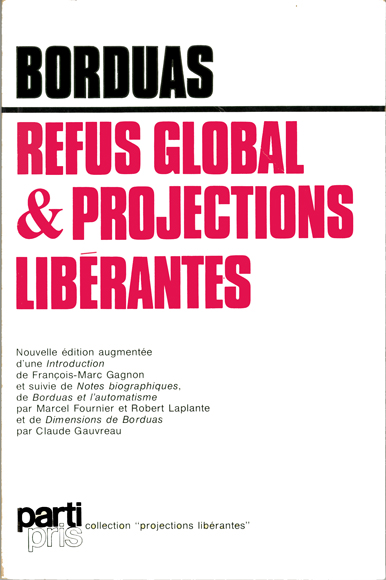 BORDUAS
REFUS GLOBAL
& PROJECTIONS
LIBÉRANTES
Nouvelle édition augmentée
d'une Introduction
de François-Marc Gagnon
et suivie de Notes biographiques,
de Borduas et l'automatisme
par Marcel Fournier et Robert Laplante
et de Dimensions de Borduas
par Claude Gauvreau
parti
pris collection "projections libérantes"